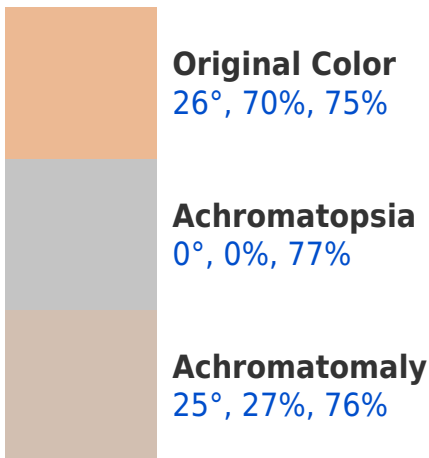 Original Color
26°, 70%, 75%
Achromatopsia
0°, 0%, 77%
Achromatomaly
25°, 27%, 76%